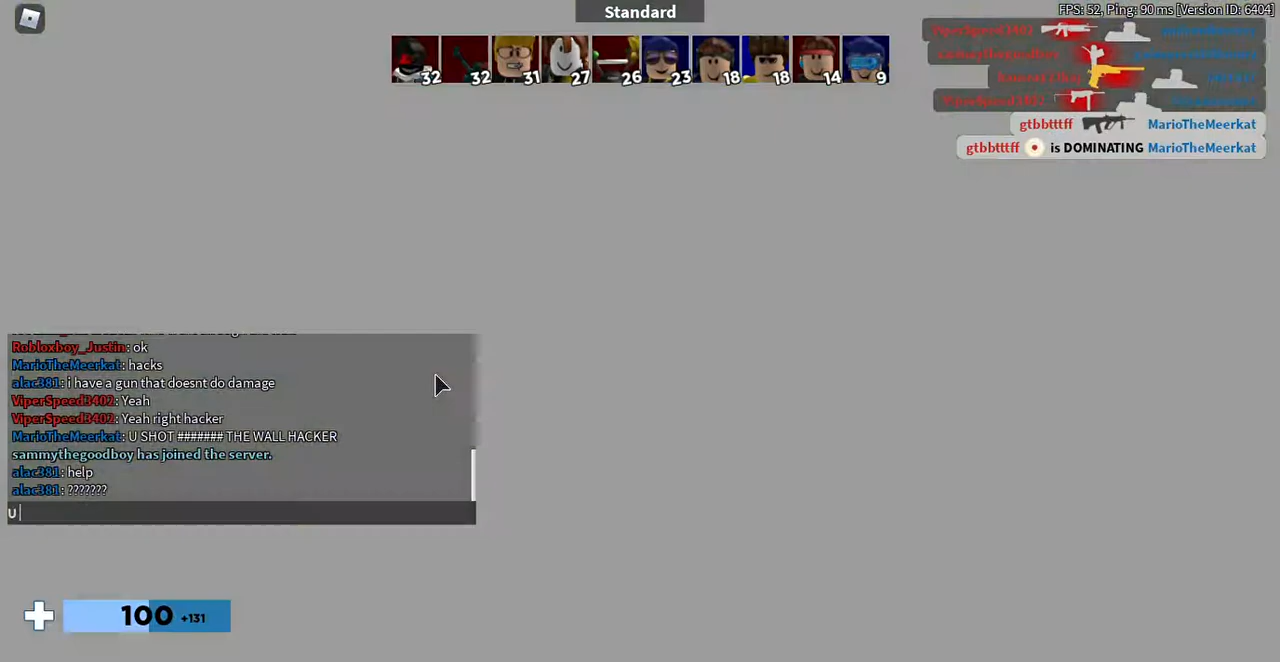 Standard
FPS: 52, Ping: 90 ms [Version ID: 6404]
32 32 31 27 26 23 18 18 14 9
ViperSpeed3402
gtbbtttff MarioTheMeerkat
gtbbtttff is DOMINATING MarioTheMeerkat
Robloxboy_Justin: ok
MarioTheMeerkat: hacks
alac381: i have a gun that doesnt do damage
ViperSpeed3402: Yeah
ViperSpeed3402: Yeah right hacker
MarioTheMeerkat: U SHOT ####### THE WALL HACKER
sammythegoodboy has joined the server.
alac381: help
alac381: ???????
U
100 +131